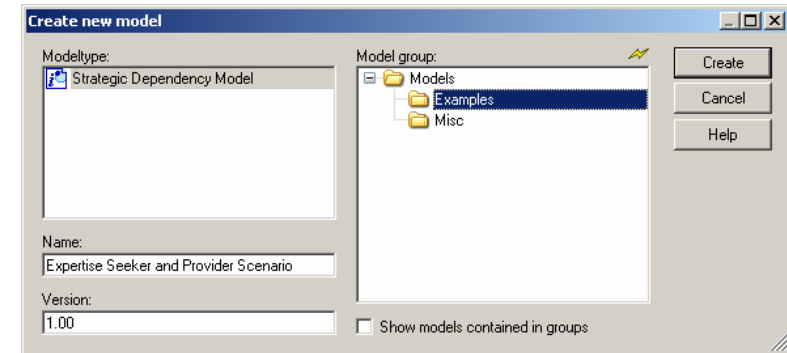 Create new model
Modeltype:
Strategic Dependency Model
Name:
Expertise Seeker and Provider Scenario
Version:
1.00
Model group:
Models
Examples
Misc
Show models contained in groups
Create
Cancel
Help